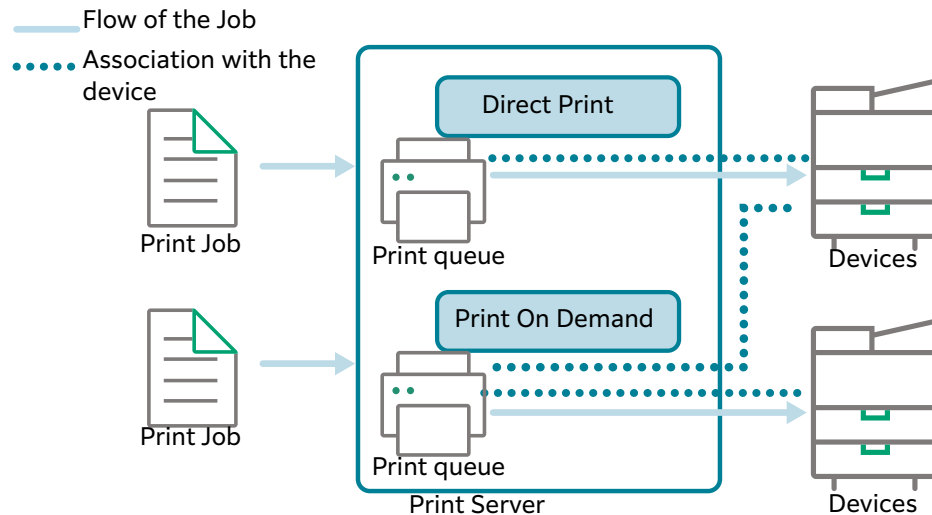 Flow of the Job
Association with the
device
Direct Print
Print Job
Print queue
Devices
Print On Demand
Print Job
Print queue
Print Server
Devices